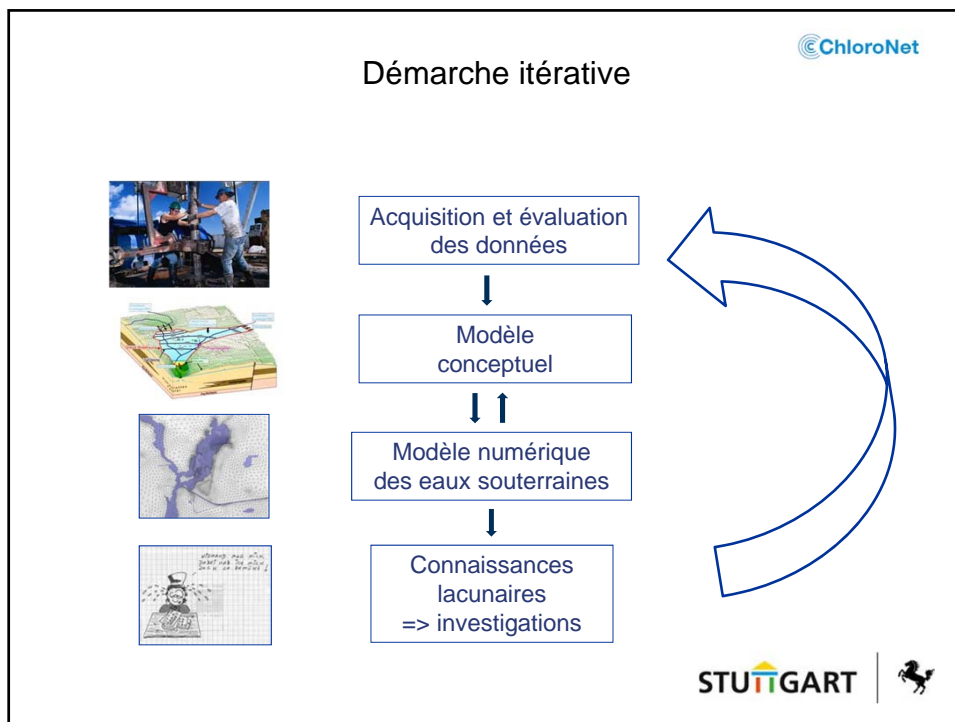 ChloroNet
Démarche itérative
Acquisition et évaluation
des données
Modèle
conceptuel
Modèle numérique
des eaux souterraines
Connaissances
lacunaires
=> investigations
STUTTGART